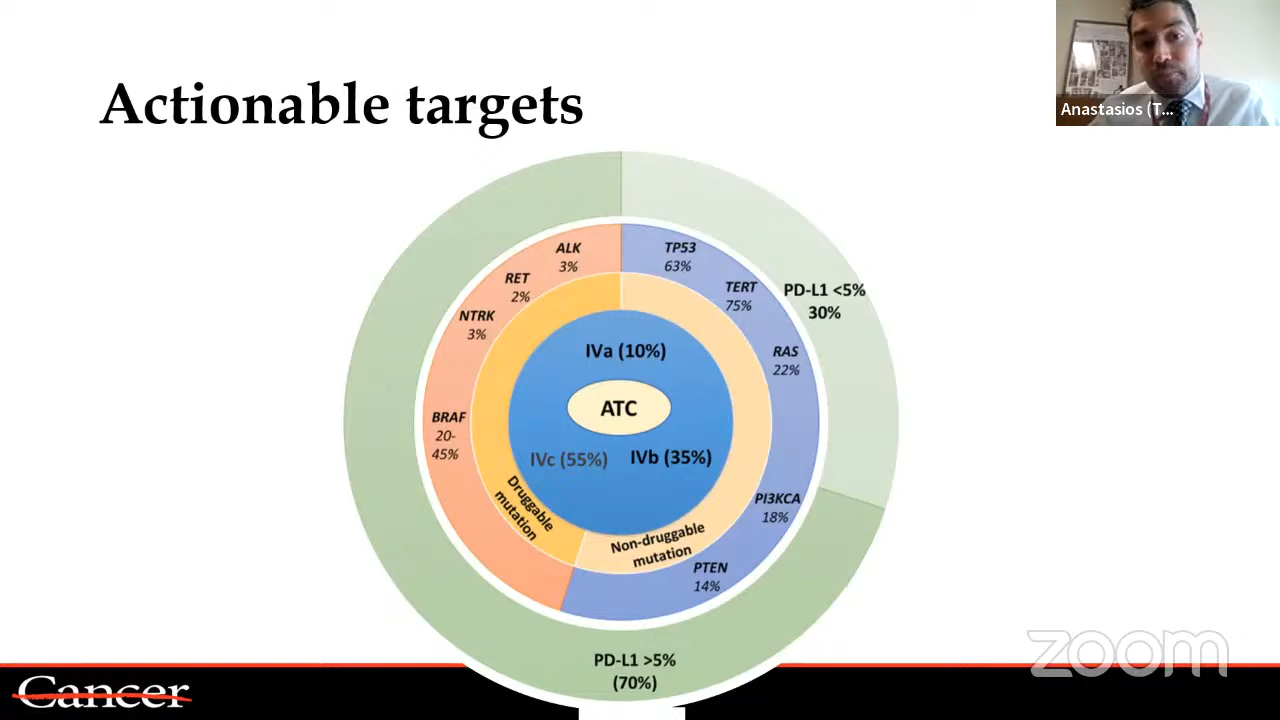 Actionable targets
Anastasios (T...
ALK
3%
RET
2%
NTRK
3%
BRAF
20-
45%
TP53
63%
TERT
75%
RAS
22%
PI3KCA
18%
PTEN
14%
PD-L1 <5%
30%
IVa (10%)
ATC
IVc (55%)
IVb (35%)
Druggable
mutation
Non-druggable
mutation
PD-L1 >5%
(70%)
zoom
Cancer